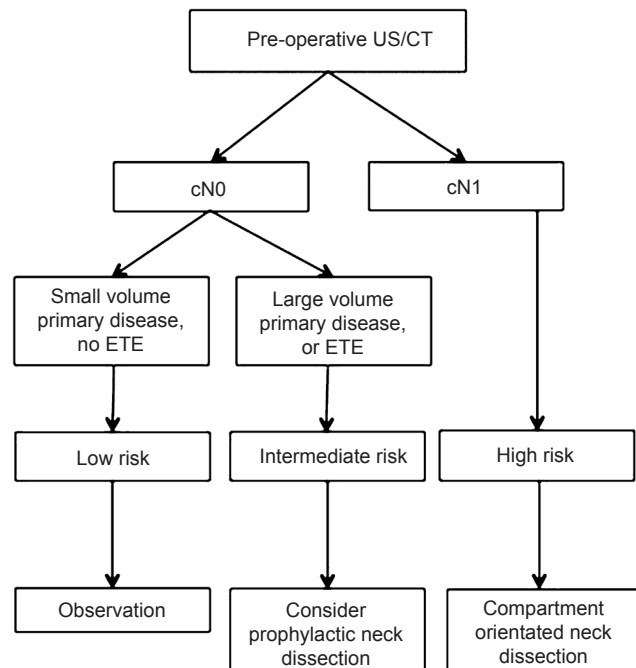 Pre-operative US/CT
cN0
cN1
Small volume
primary disease,
no ETE
Large volume
primary disease,
or ETE
Low risk
Intermediate risk
High risk
Observation
Consider
prophylactic neck
dissection
Compartment
orientated neck
dissection